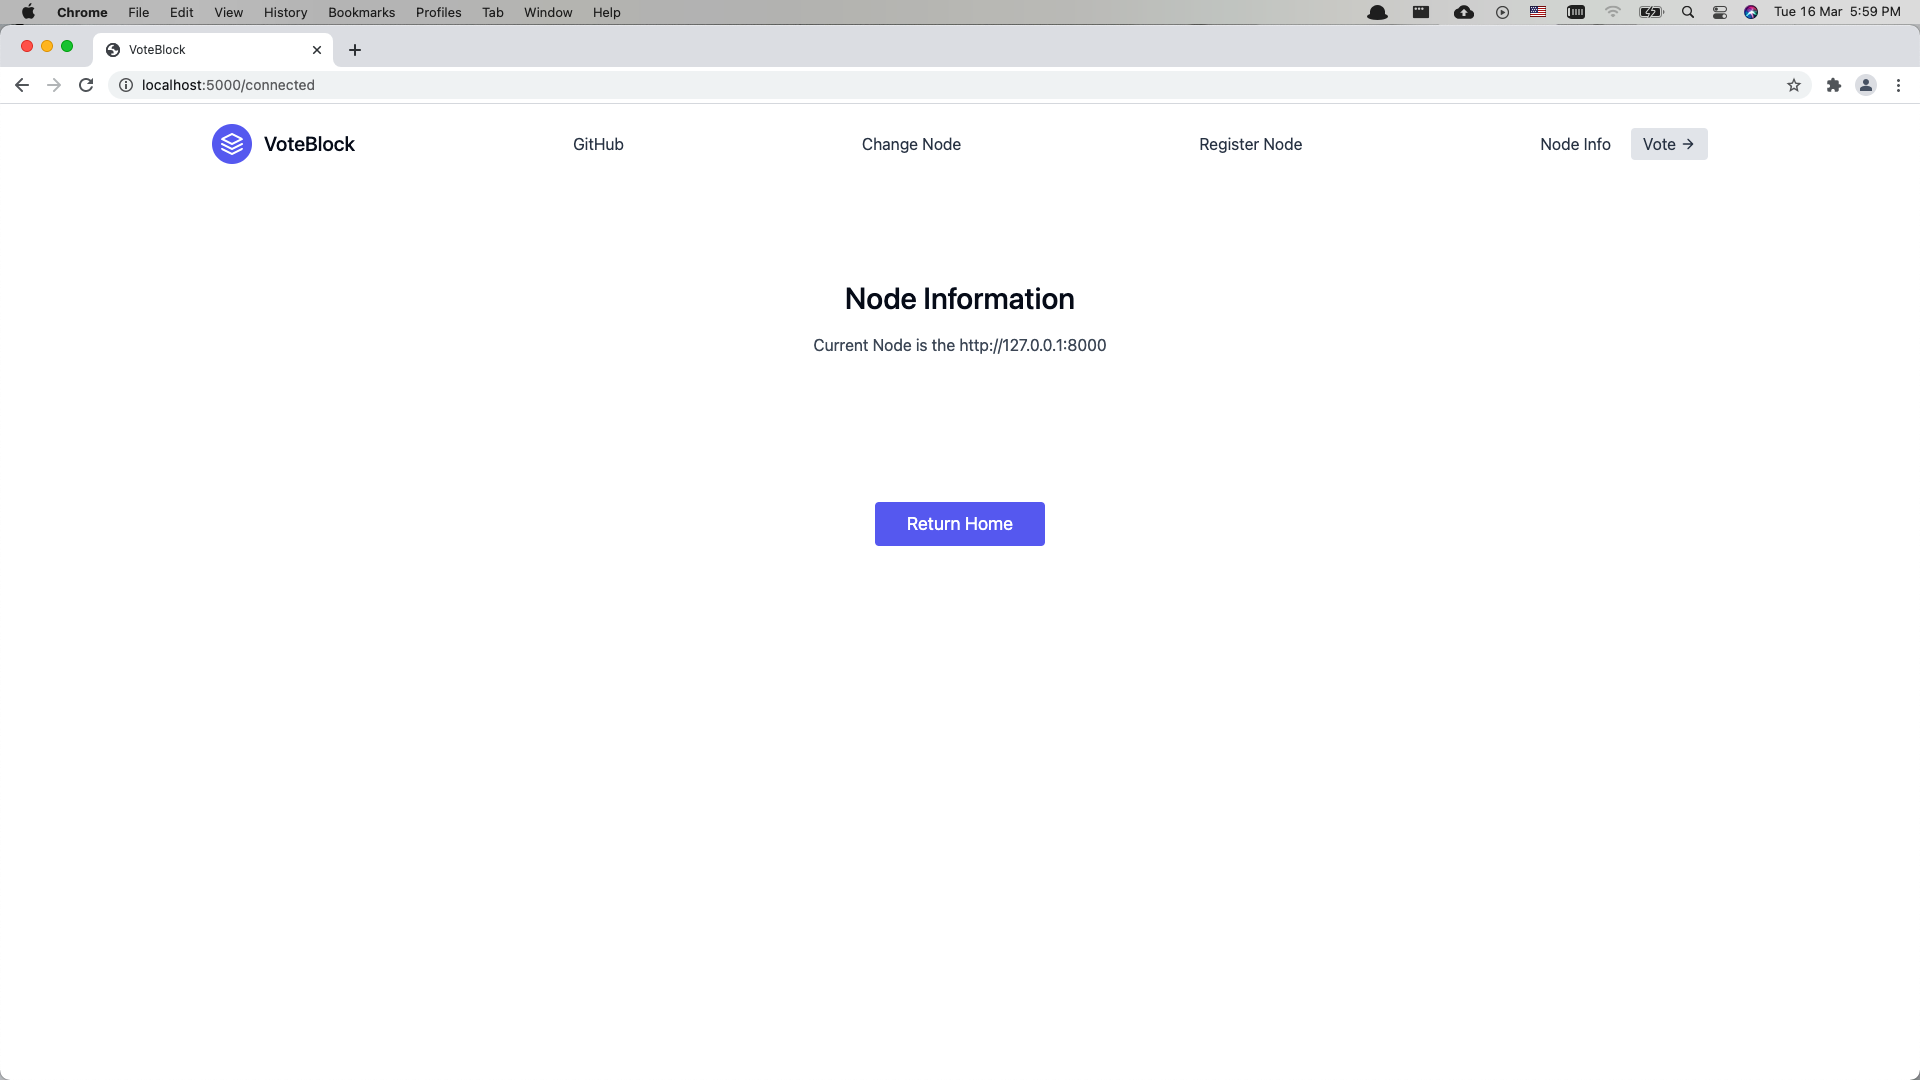 Chrome File Edit View History Bookmarks Profiles Tab Window Help Tue 16 Mar 5:59 PM
VoteBlock
localhost:5000/connected
VoteBlock GitHub Change Node Register Node Node Info Vote →
Node Information
Current Node is the http://127.0.0.1:8000
Return Home